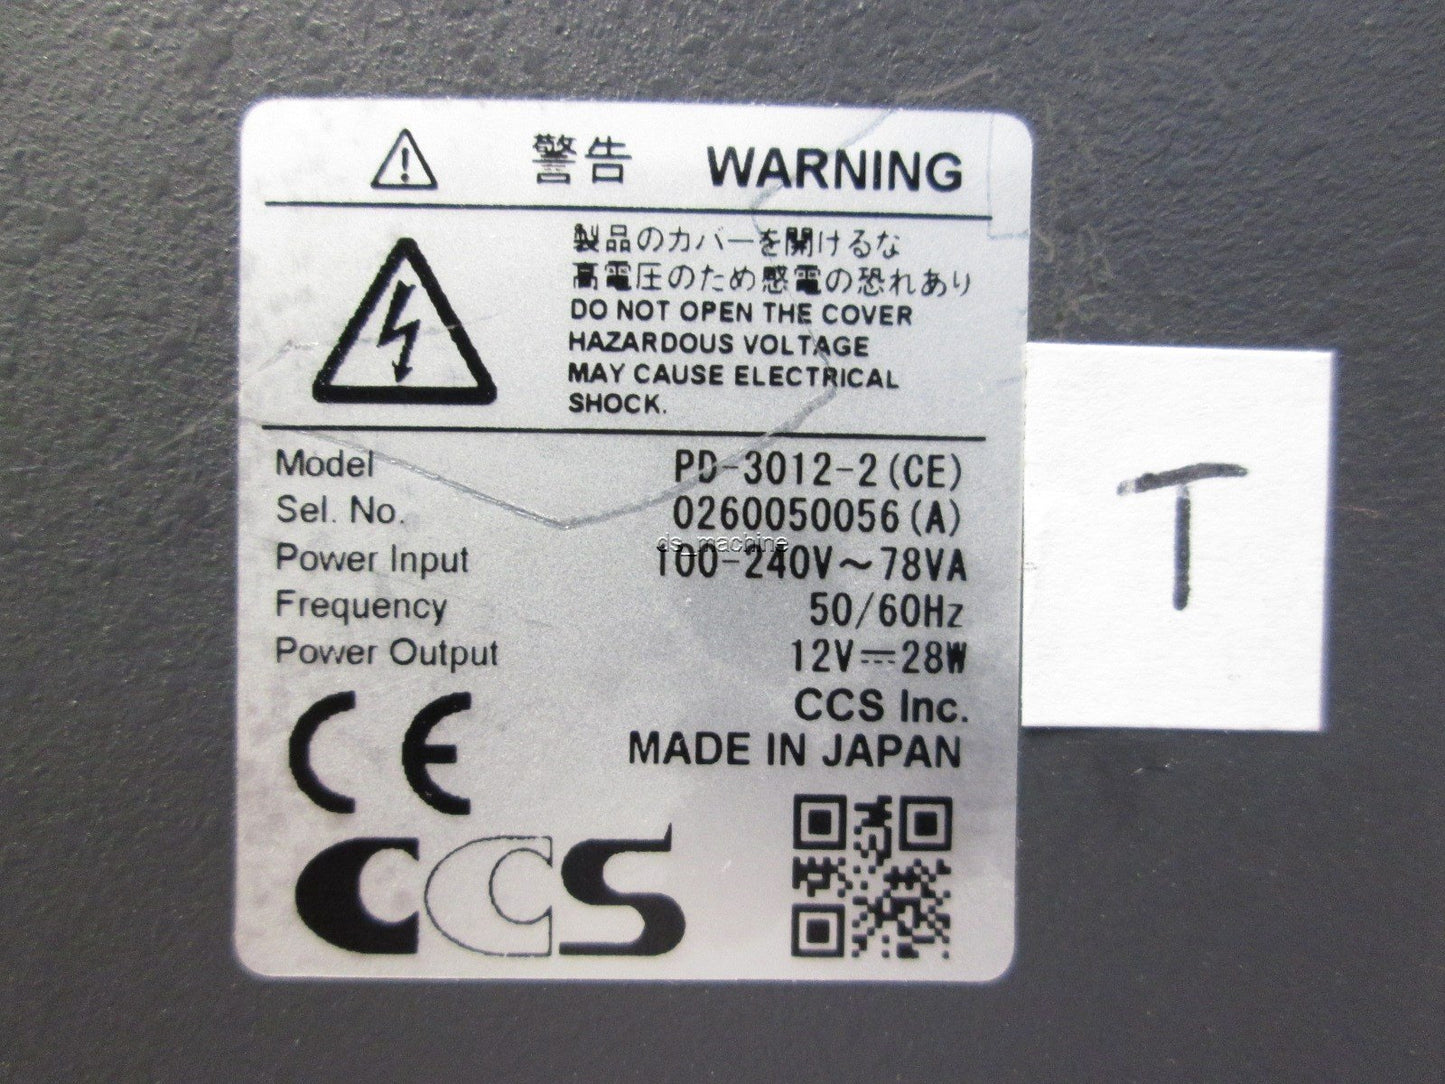 警告 WARNING
製品のカバーを開けるな
高電圧のため感電の恐れあり
DO NOT OPEN THE COVER
HAZARDOUS VOLTAGE
MAY CAUSE ELECTRICAL
SHOCK.
Model PD-3012-2(CE)
Sel. No. 0260050056(A)
ds_machine
Power Input 100-240V~78VA
Frequency 50/60Hz
Power Output 12V⎓28W
CCS Inc.
MADE IN JAPAN
CE
CCS
T